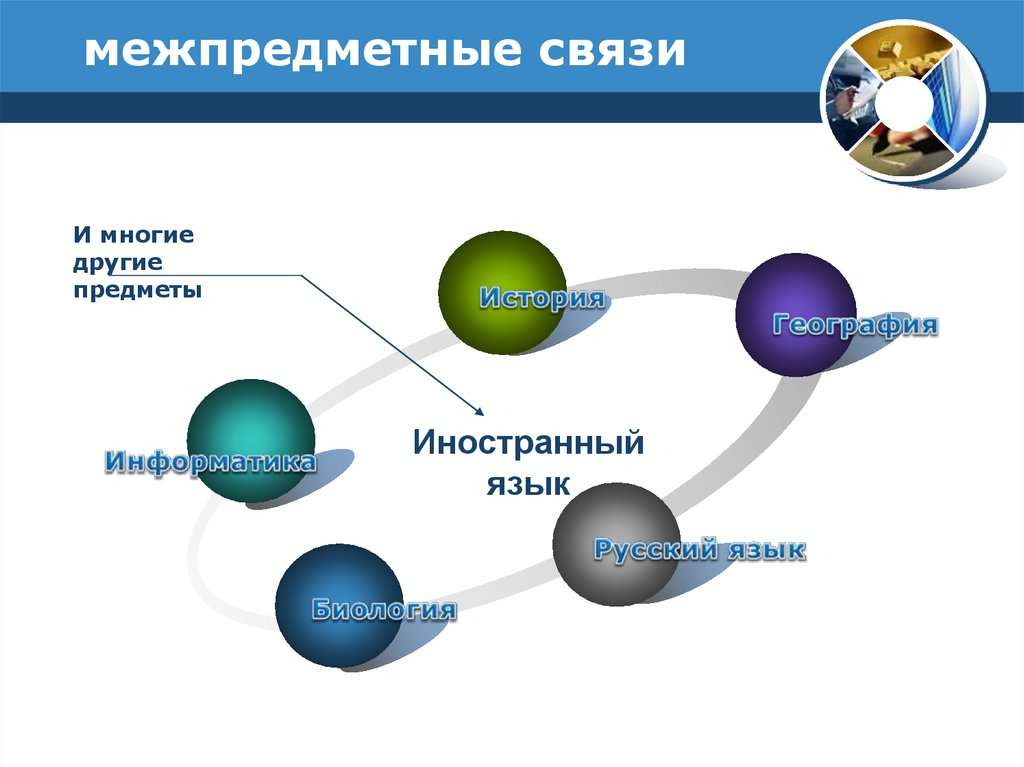 межпредметные связи
И многие
другие
предметы
История
География
Информатика
Иностранный
язык
Русский язык
Биология